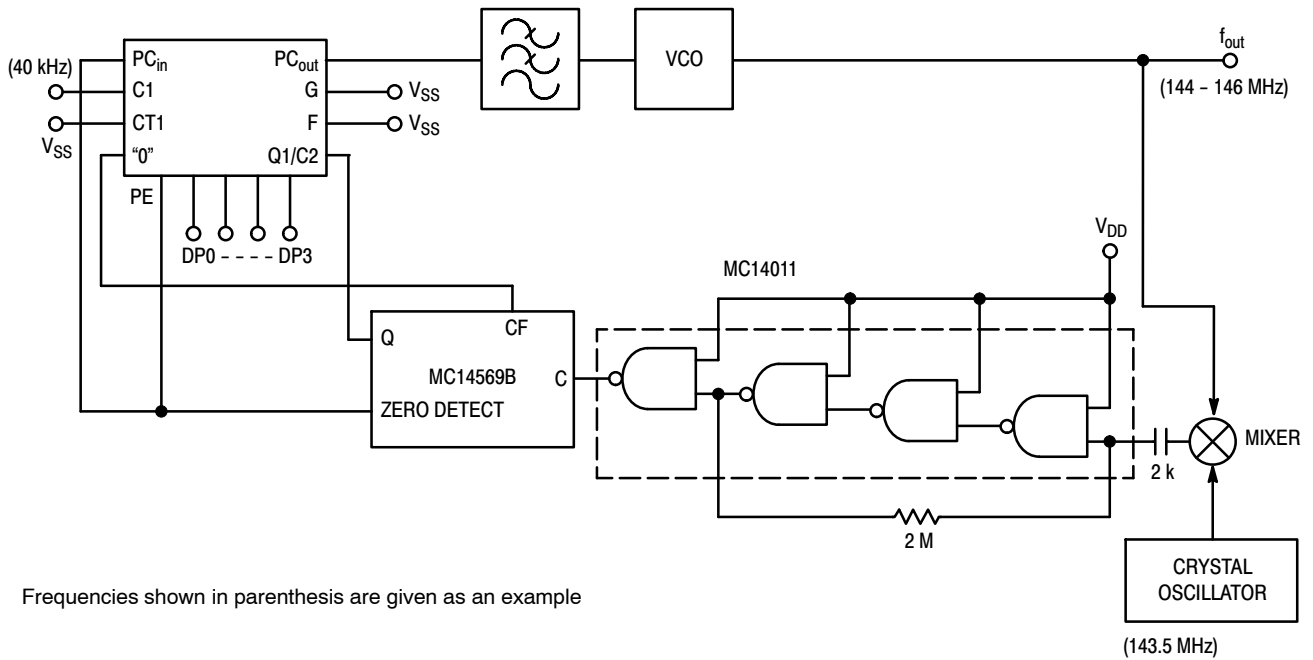 (40 kHz)
PCin
C1
CT1
"0"
VSS
PCout
G
F
Q1/C2
VSS
VSS
PE
DP0 - - - - DP3
VCO
fout
(144 – 146 MHz)
VDD
MC14011
CF
Q
MC14569B
C
ZERO DETECT
MIXER
2 k
2 M
CRYSTAL
OSCILLATOR
(143.5 MHz)
Frequencies shown in parenthesis are given as an example